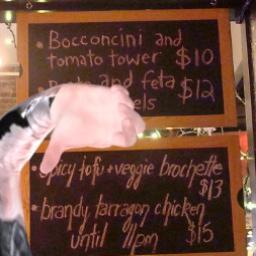 • Bocconcini and
tomato tower $10
and feta $12
• spicy tofu + veggie brochette
$13
• brandy tarragon chicken
until 11pm $15